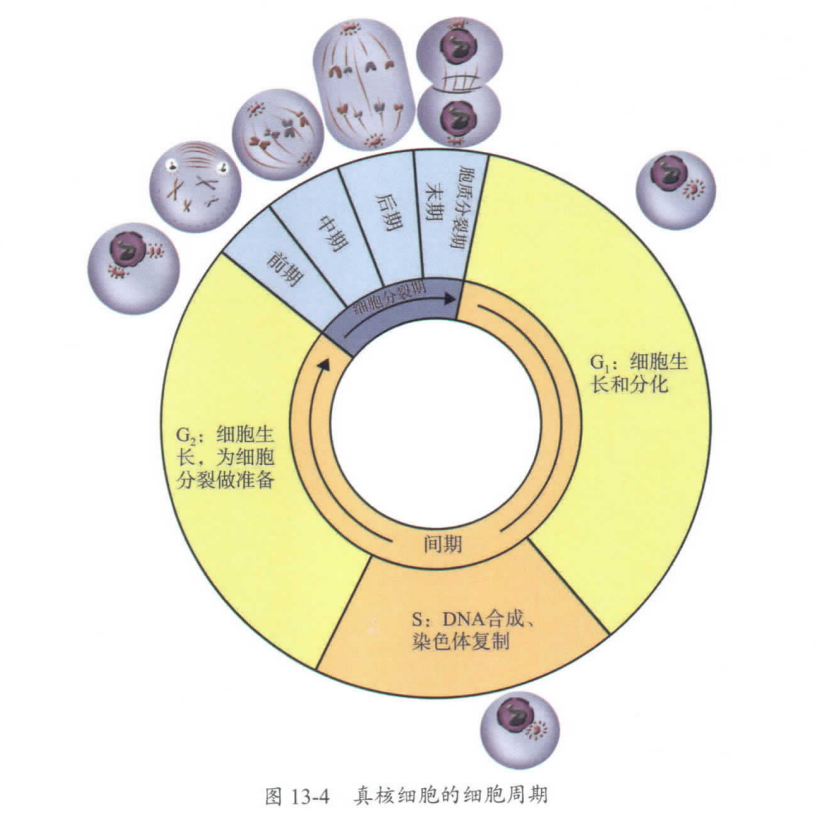 胞质分裂期
末期
后期
中期
前期
细胞分裂期
G₁：细胞生
长和分化
G₂：细胞生
长，为细胞
分裂做准备
间期
S：DNA合成、
染色体复制
图 13-4 真核细胞的细胞周期